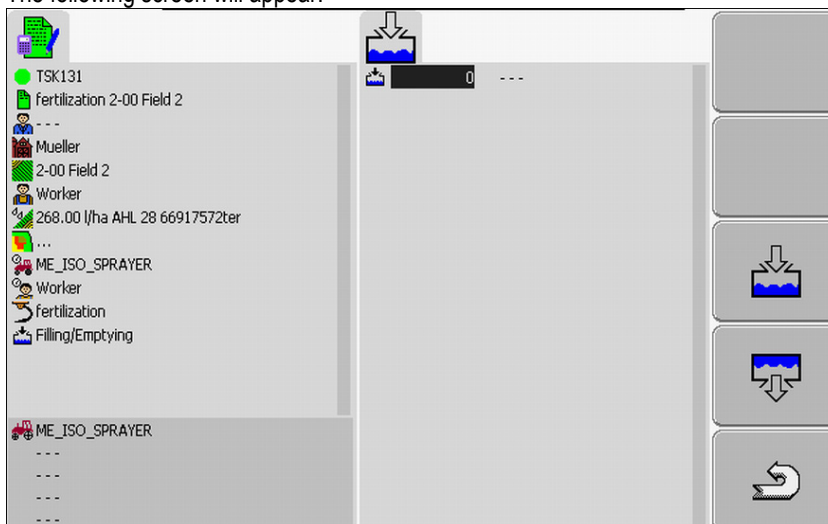 The following screen will appear:
TSK131
fertilization 2-00 Field 2
---
Mueller
2-00 Field 2
Worker
268.00 l/ha AHL 28 66917572ter
...
ME_ISO_SPRAYER
Worker
fertilization
Filling/Emptying
ME_ISO_SPRAYER
---
---
---
---
0 ---